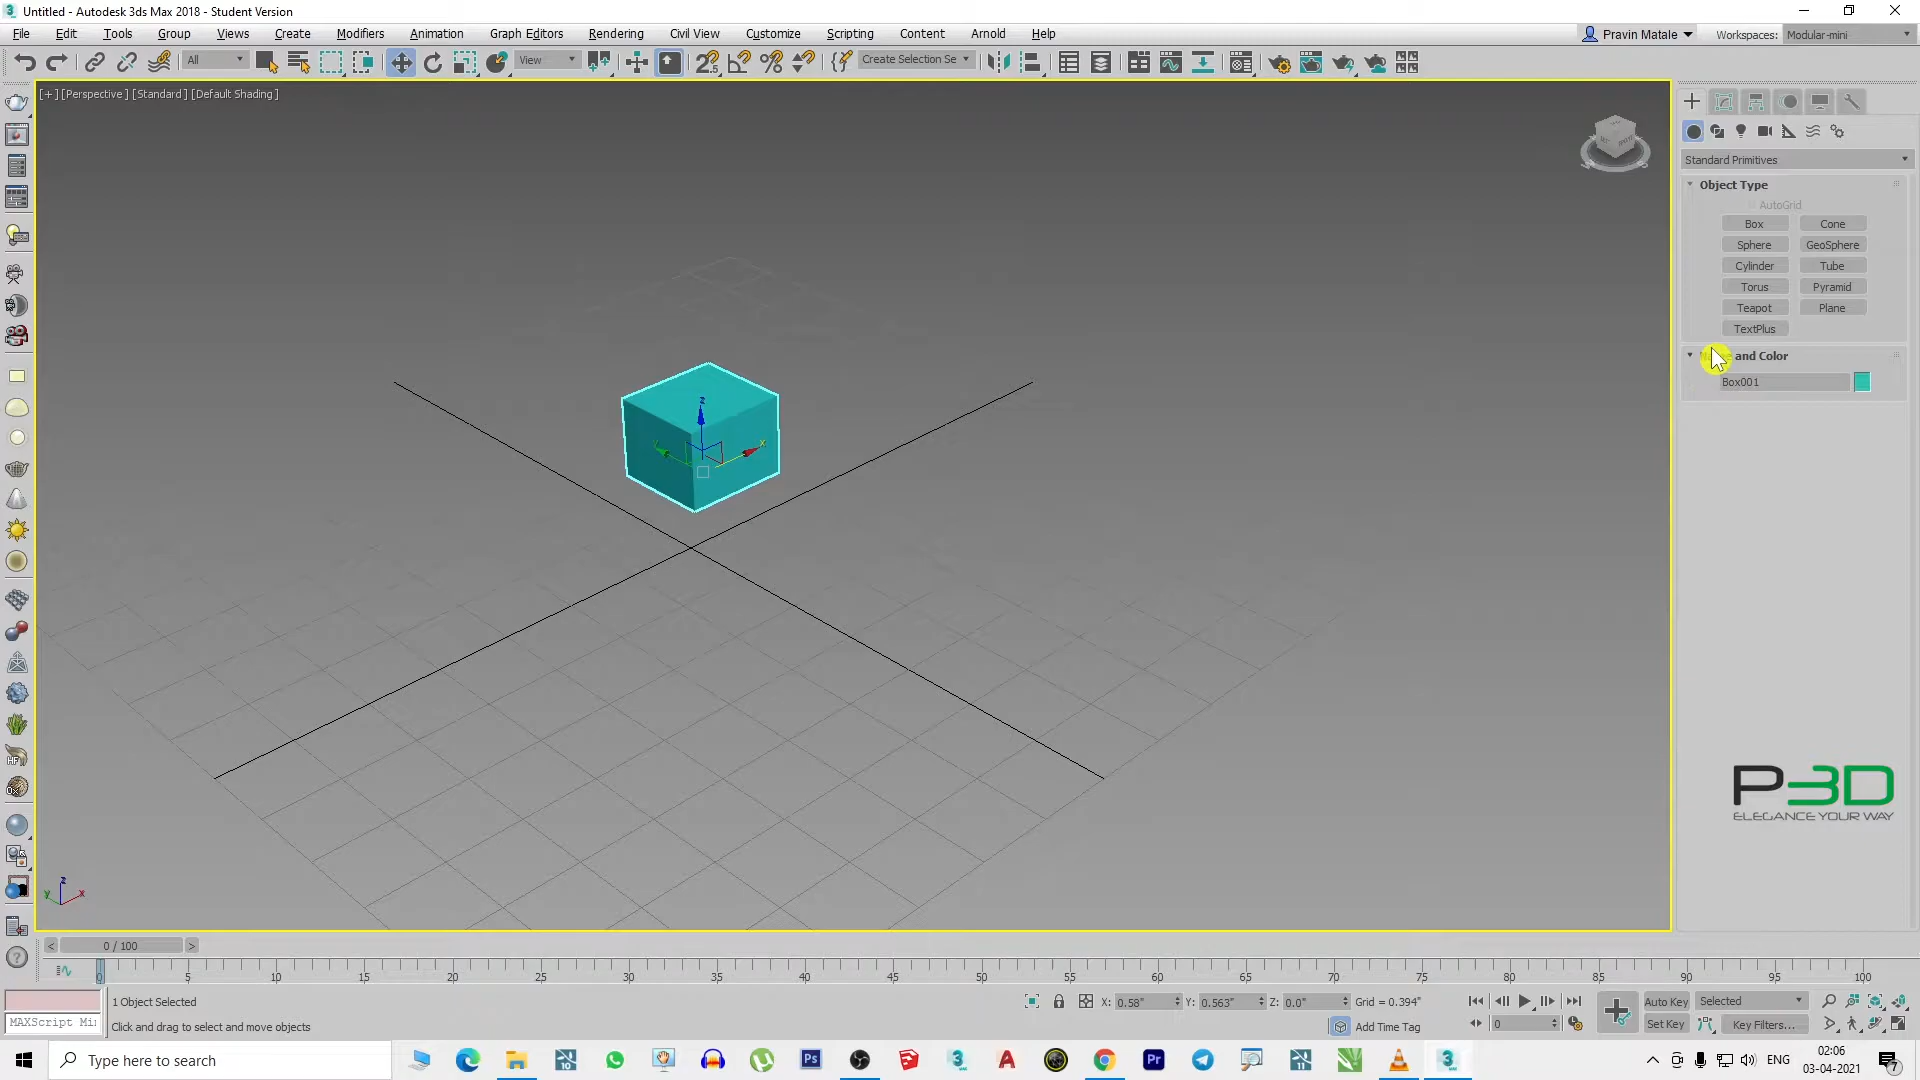 Untitled - Autodesk 3ds Max 2018 - Student Version
File Edit Tools Group Views Create Modifiers Animation Graph Editors Rendering Civil View Customize Scripting Content Arnold Help
Pravin Matale
Workspaces: Modular-mini
All
View
Create Selection Se
[+] [Perspective] [Standard] [Default Shading]
Standard Primitives
Object Type
AutoGrid
Box Cone
Sphere GeoSphere
Cylinder Tube
Torus Pyramid
Teapot Plane
TextPlus
and Color
Box001
z
y
x
P-3D
ELEGANCE YOUR WAY
z
y x
< 0 / 100 >
0 5 10 15 20 25 30 35 40 45 50 55 60 65 70 75 80 85 90 95 100
1 Object Selected
X: 0.58" Y: 0.563" Z: 0.0" Grid = 0.394"
Auto Key Selected
MAXScript Mi
Click and drag to select and move objects
Add Time Tag
0
Set Key Key Filters...
Type here to search
ENG
02:06
03-04-2021